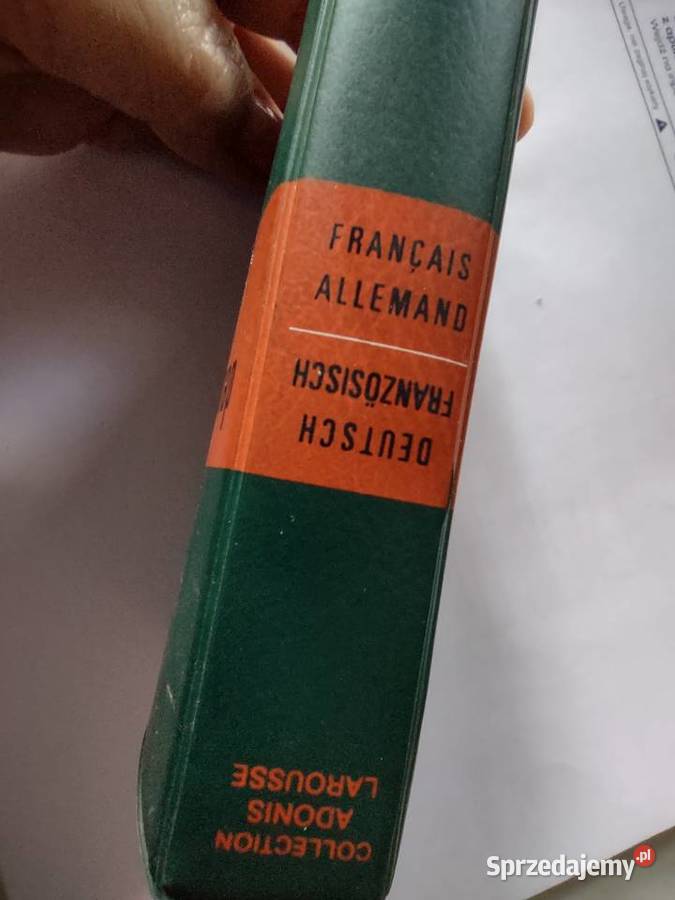 FRANÇAIS
ALLEMAND
DEUTSCH
FRANZÖSISCH
COLLECTION
ADONIS
LAROUSSE
Sprzedajemy.pl